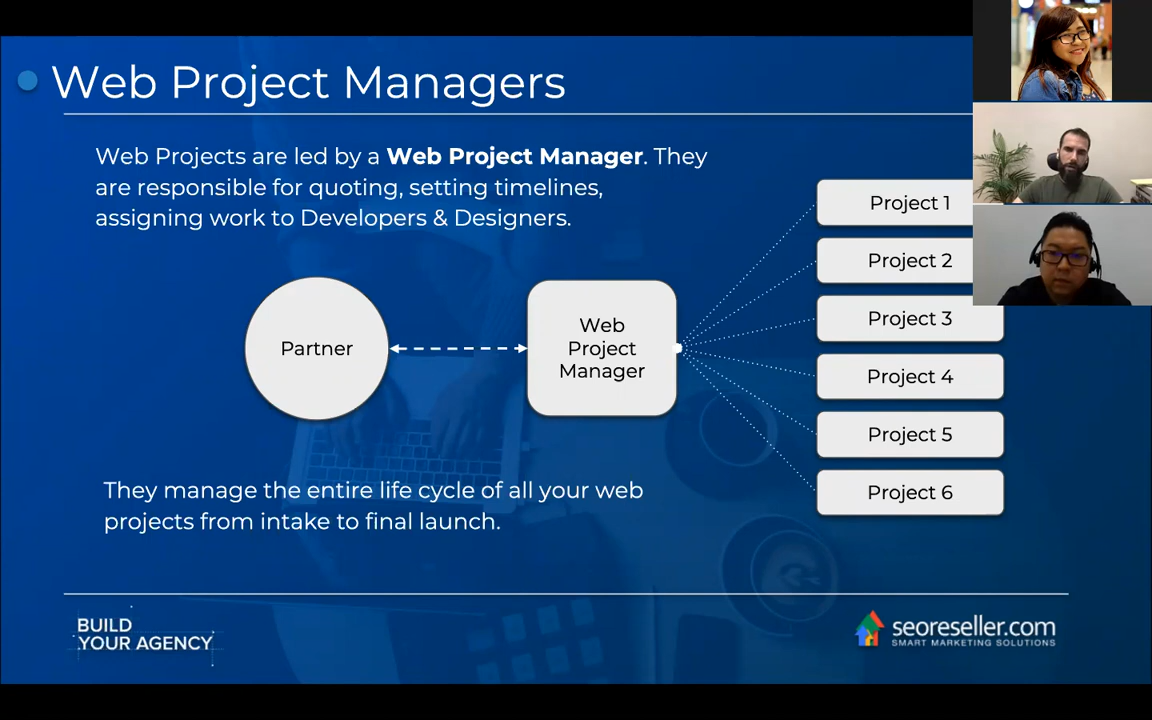 Web Project Managers
Web Projects are led by a Web Project Manager. They
are responsible for quoting, setting timelines,
assigning work to Developers & Designers.
Partner
Web
Project
Manager
Project 1
Project 2
Project 3
Project 4
Project 5
Project 6
They manage the entire life cycle of all your web
projects from intake to final launch.
BUILD
YOUR AGENCY
seoreseller.com
SMART MARKETING SOLUTIONS